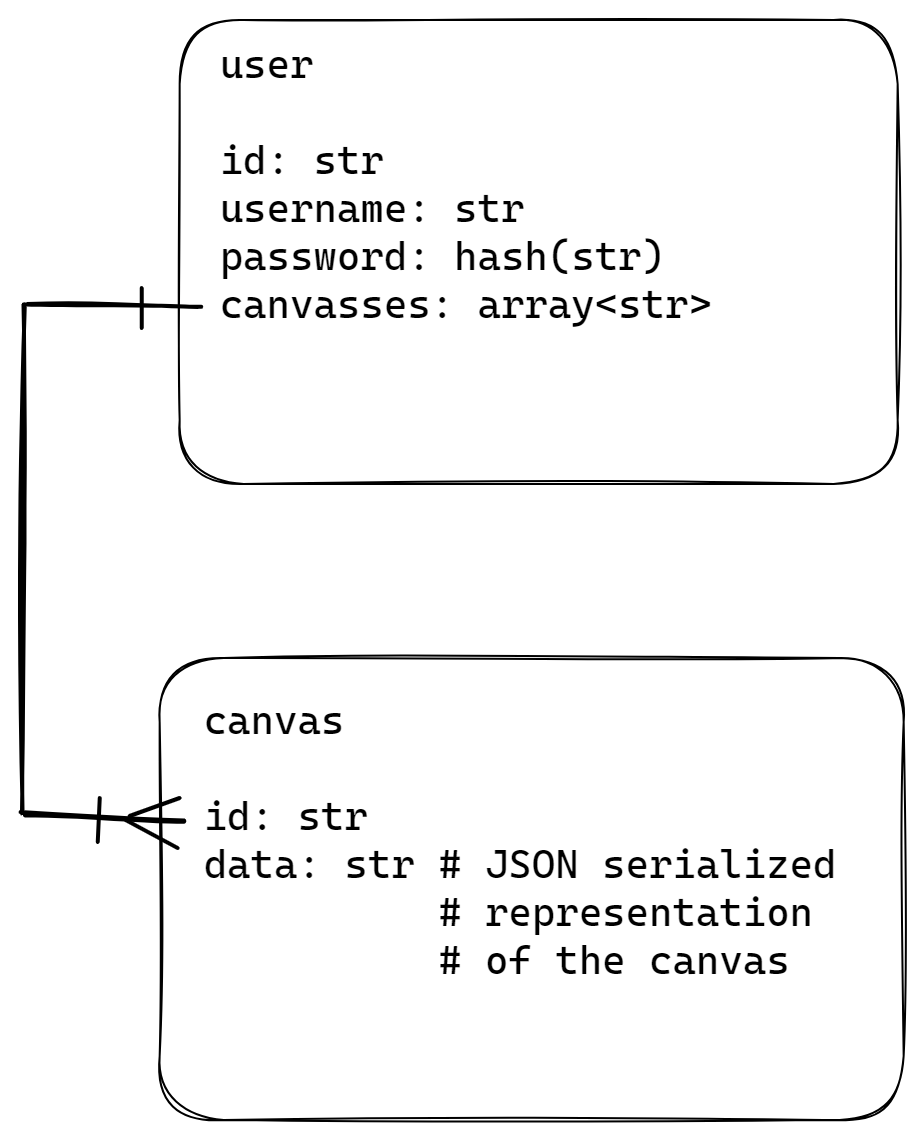 user
id: str
username: str
password: hash(str)
canvasses: array<str>
canvas
id: str
data: str # JSON serialized
# representation
# of the canvas